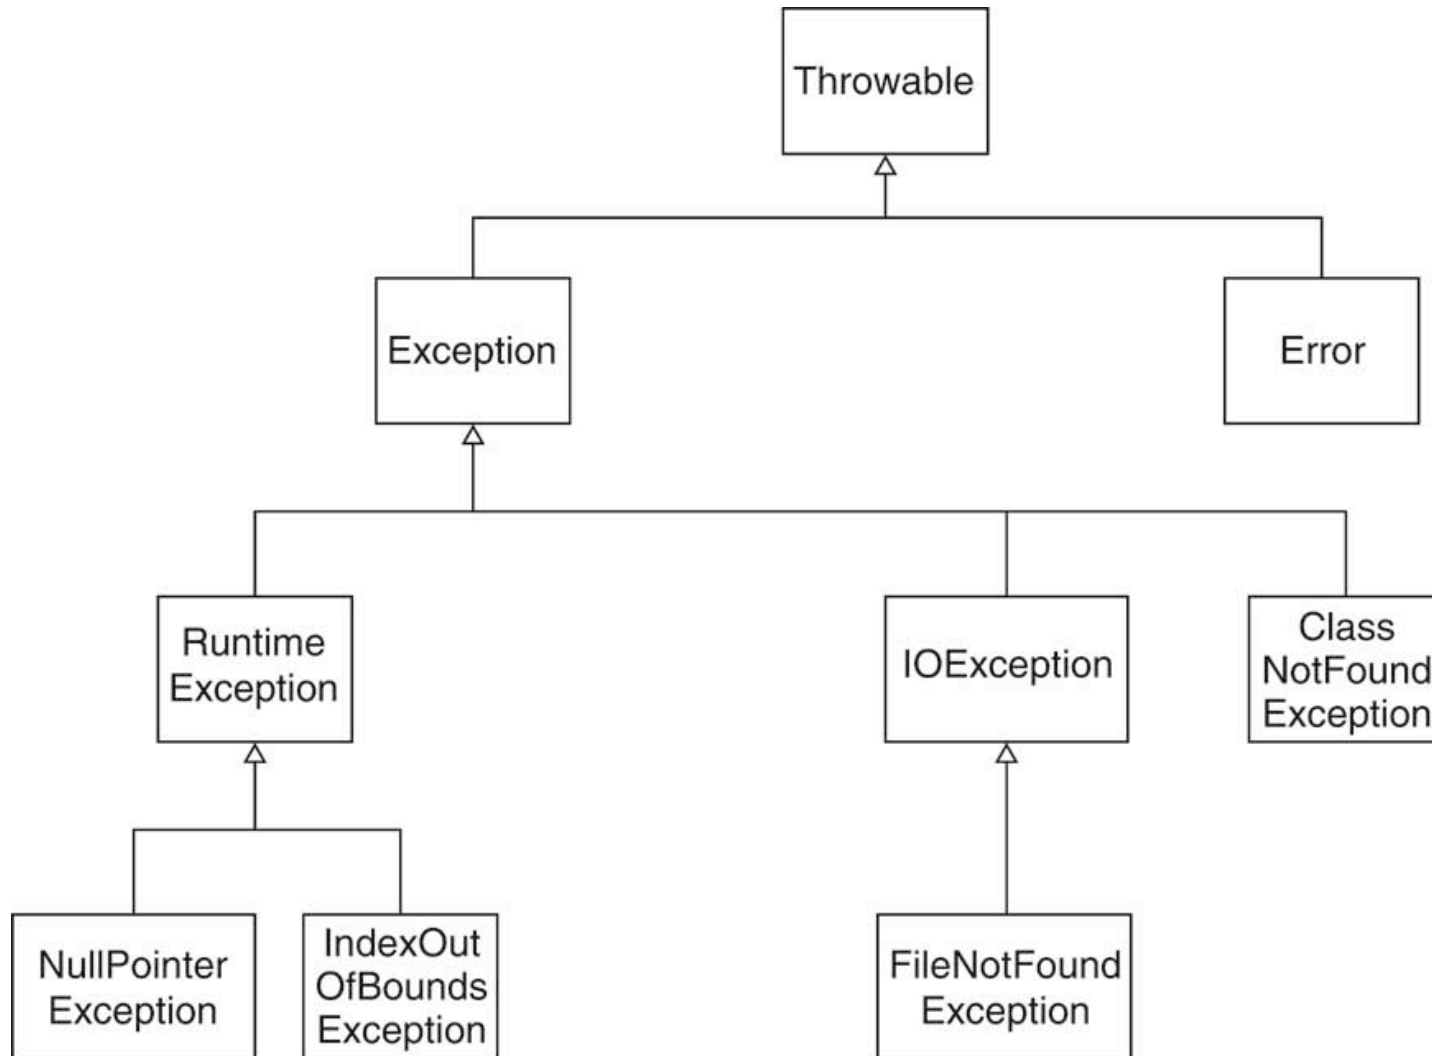 Throwable
Exception
Error
Runtime
Exception
IOException
Class
NotFound
Exception
NullPointer
Exception
IndexOut
OfBounds
Exception
FileNotFound
Exception